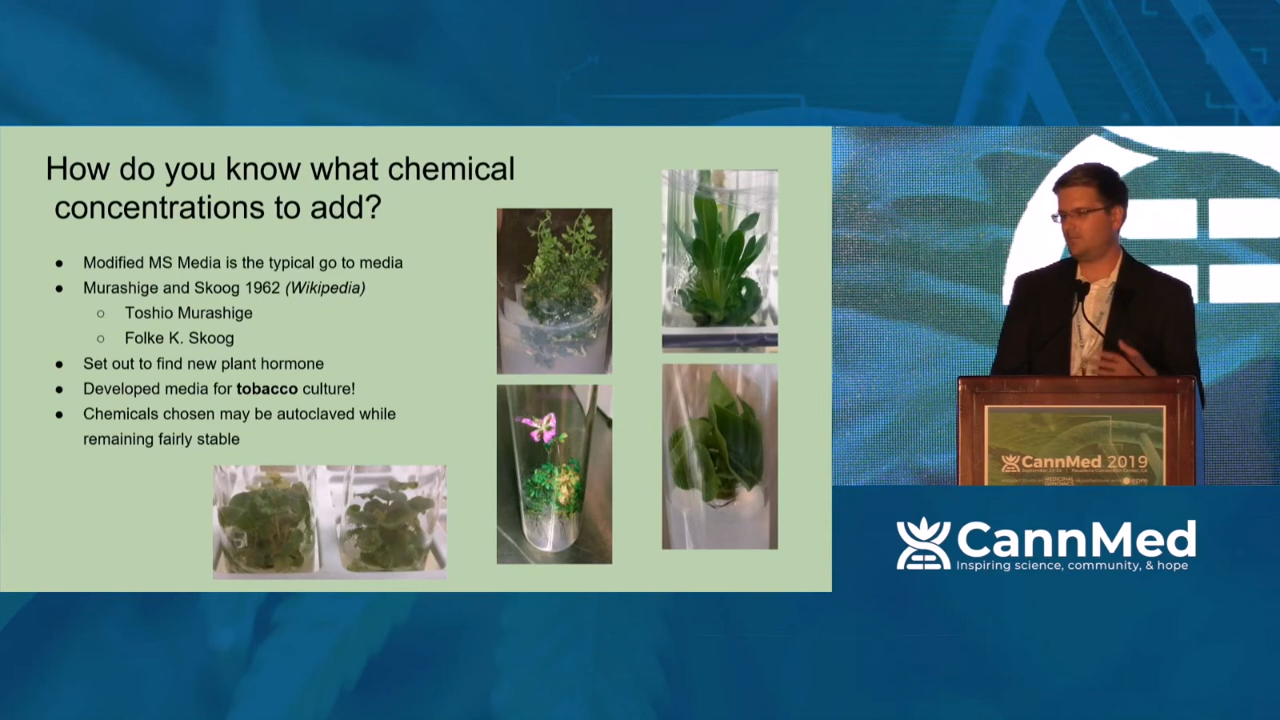 How do you know what chemical
concentrations to add?
● Modified MS Media is the typical go to media
● Murashige and Skoog 1962 (Wikipedia)
○ Toshio Murashige
○ Folke K. Skoog
● Set out to find new plant hormone
● Developed media for tobacco culture!
● Chemicals chosen may be autoclaved while
remaining fairly stable
CannMed 2019
CannMed
Inspiring science, community, & hope